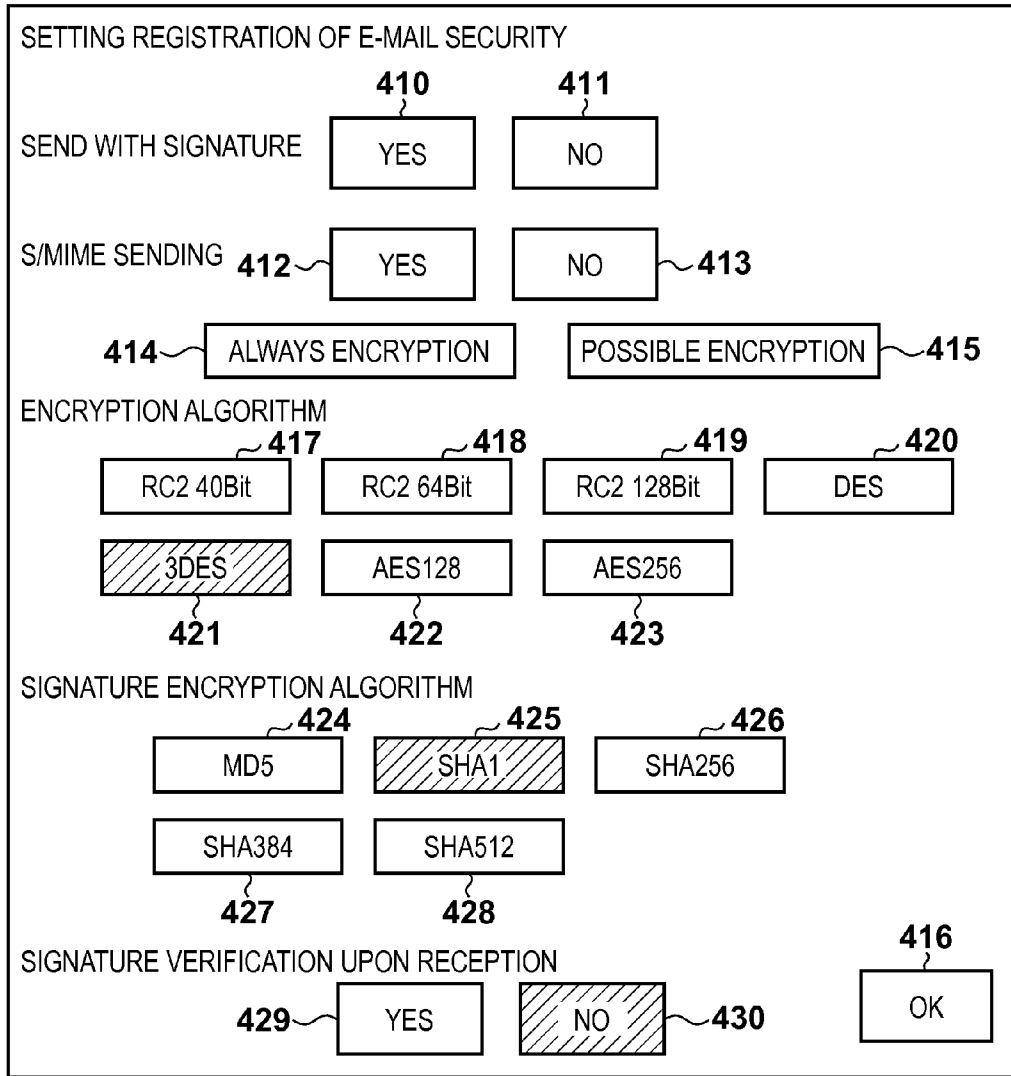 SETTING REGISTRATION OF E-MAIL SECURITY
410 411
SEND WITH SIGNATURE YES NO
S/MIME SENDING 412 YES NO 413
414 ALWAYS ENCRYPTION POSSIBLE ENCRYPTION 415
ENCRYPTION ALGORITHM
417 418 419 420
RC2 40Bit RC2 64Bit RC2 128Bit DES
3DES AES128 AES256
421 422 423
SIGNATURE ENCRYPTION ALGORITHM
424 425 426
MD5 SHA1 SHA256
SHA384 SHA512
427 428
SIGNATURE VERIFICATION UPON RECEPTION
416
429 YES NO 430 OK